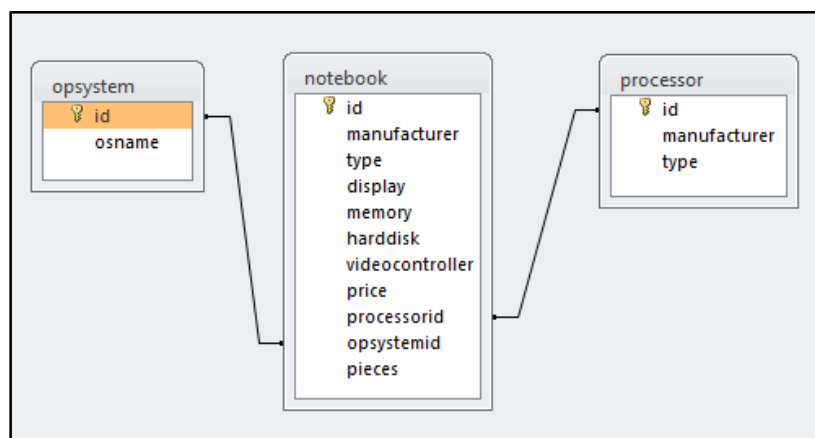 opsystem
id
osname
notebook
id
manufacturer
type
display
memory
harddisk
videocontroller
price
processorid
opsystemid
pieces
processor
id
manufacturer
type